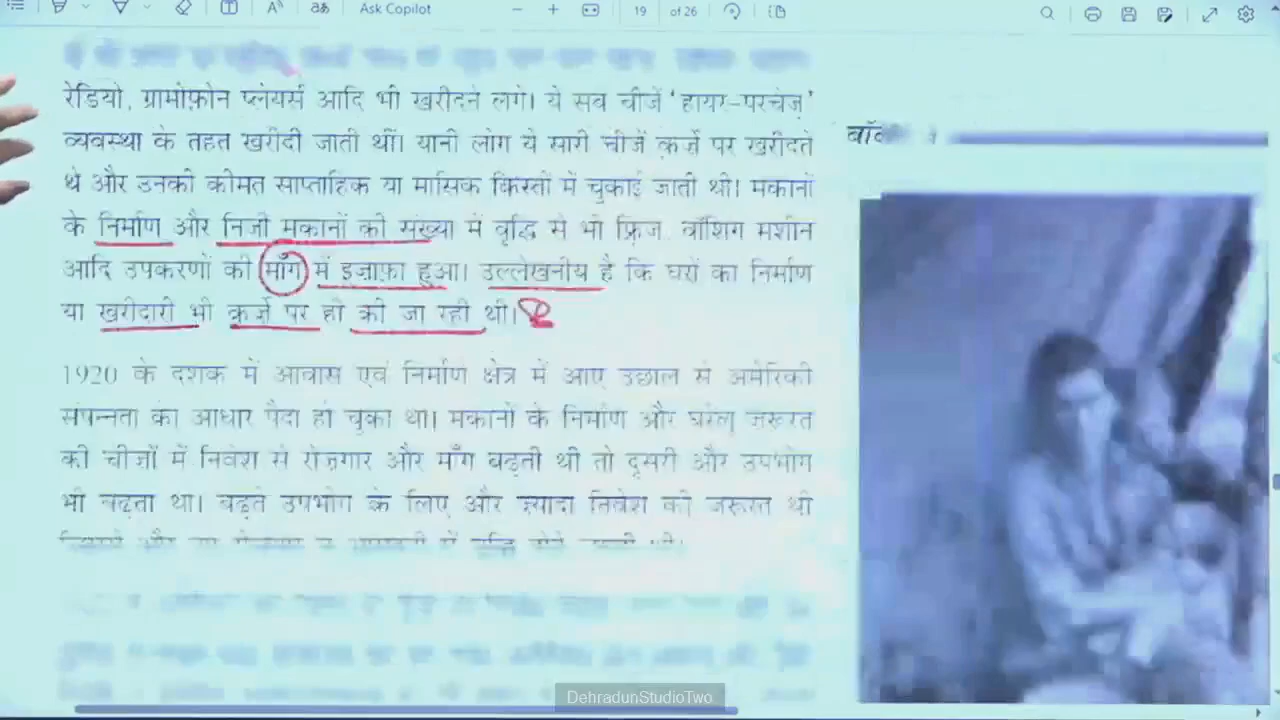 Ask Copilot
19 of 26
रेडियो, ग्रामोफ़ोन प्लेयर्स आदि भी खरीदने लगे। ये सब चीजें 'हायर-परचेज़'
व्यवस्था के तहत खरीदी जाती थीं। यानी लोग ये सारी चीजें क़र्ज़े पर खरीदते
थे और उनकी कीमत साप्ताहिक या मासिक किस्तों में चुकाई जाती थी। मकानों
के निर्माण और निजी मकानों की संख्या में वृद्धि से भी फ़्रिज, वॉशिंग मशीन
आदि उपकरणों की माँग में इज़ाफ़ा हुआ। उल्लेखनीय है कि घरों का निर्माण
या खरीदारी भी क़र्ज़े पर ही की जा रही थी।
1920 के दशक में आवास एवं निर्माण क्षेत्र में आए उछाल से अमेरिकी
संपन्नता का आधार पैदा हो चुका था। मकानों के निर्माण और घरेलू ज़रूरत
की चीजों में निवेश से रोज़गार और माँग बढ़ती थी तो दूसरी और उपभोग
भी बढ़ता था। बढ़ते उपभोग के लिए और ज़्यादा निवेश की ज़रूरत थी
DehradunStudioTwo